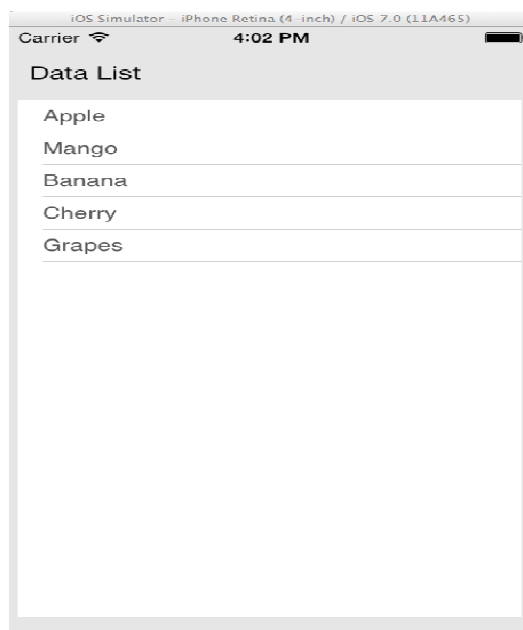 iOS Simulator - iPhone Retina (4-inch) / iOS 7.0 (11A465)
Carrier 4:02 PM
Data List
Apple
Mango
Banana
Cherry
Grapes